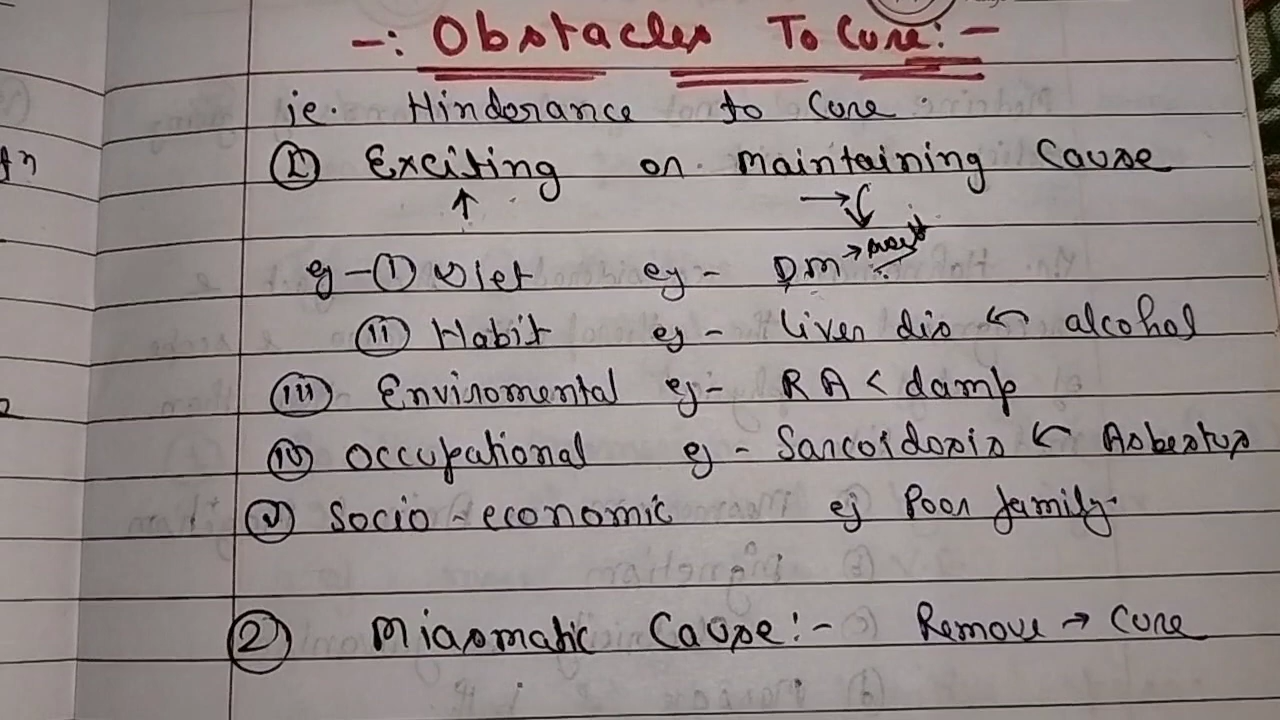 -: Obstacles To Cure:-
ie. Hinderance to Cure.
① Exciting or maintaining cause
↑ →
eg - (i) Diet eg - DM →
(ii) Habit eg - liver dis ← alcohol
(iii) Enviromental eg - RA < damp
(iv) Occupational eg - Sarcoidosis ← Asbestus
(v) Socio-economic eg Poor family.
② Miasmatic Cause:- Remove → Cure